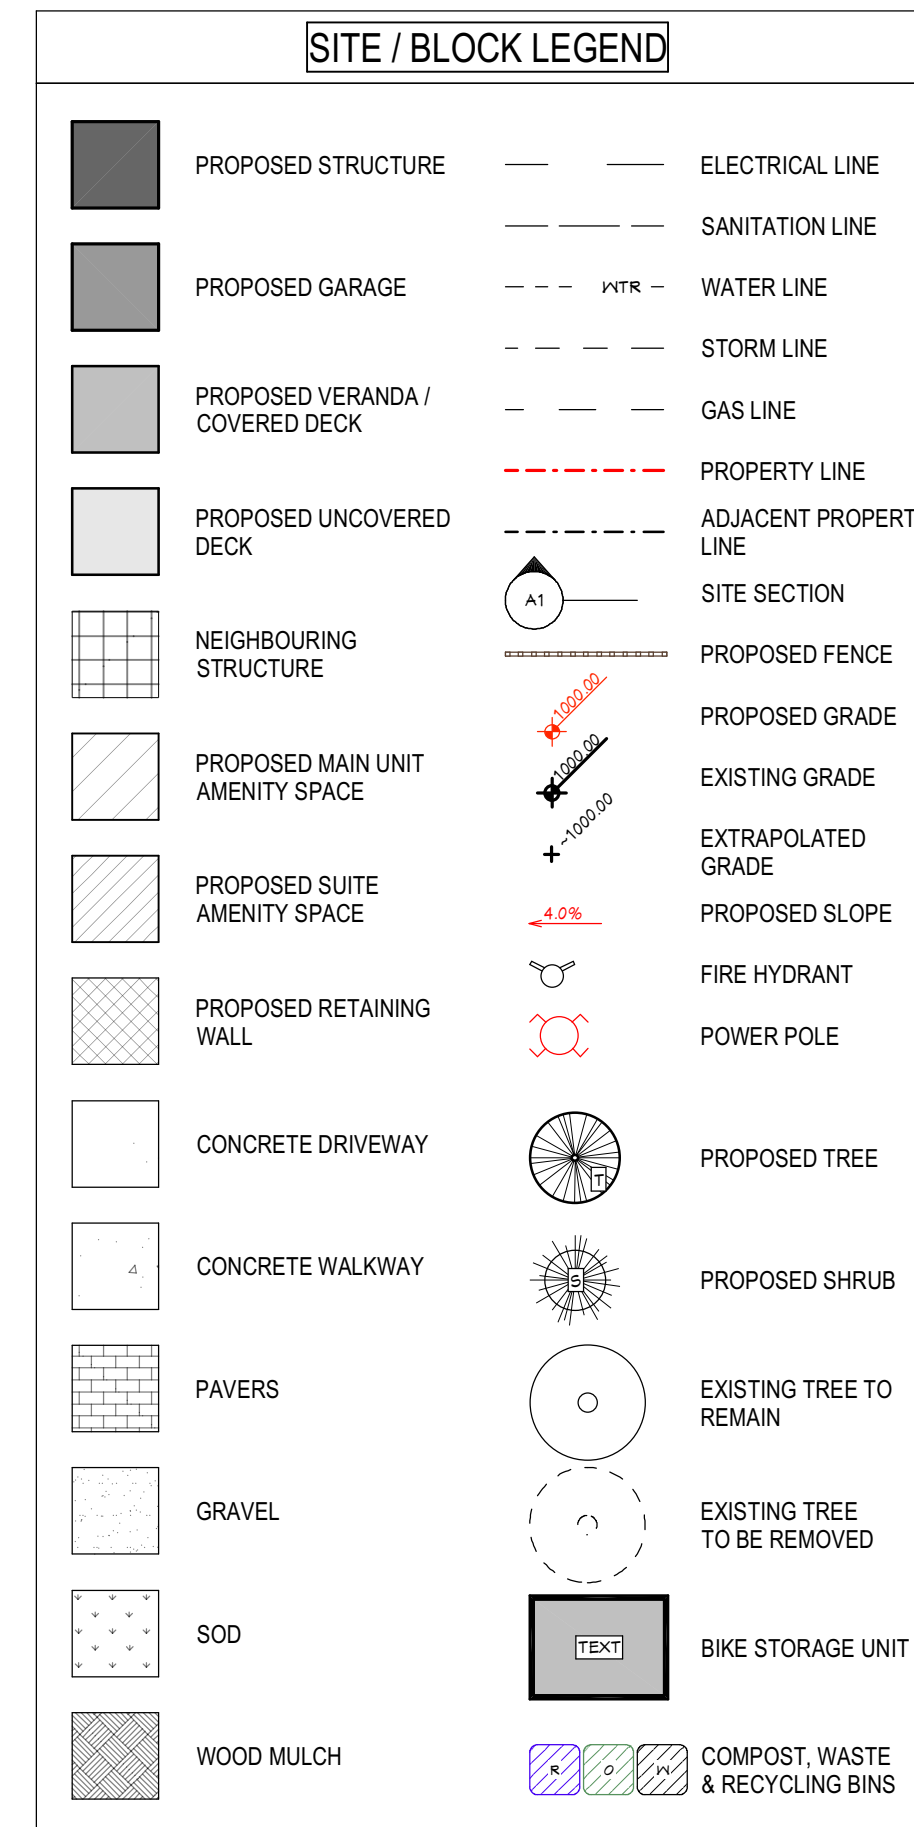 SITE / BLOCK LEGEND
PROPOSED STRUCTURE
PROPOSED GARAGE
PROPOSED VERANDA /
COVERED DECK
PROPOSED UNCOVERED
DECK
NEIGHBOURING
STRUCTURE
PROPOSED MAIN UNIT
AMENITY SPACE
PROPOSED SUITE
AMENITY SPACE
PROPOSED RETAINING
WALL
CONCRETE DRIVEWAY
CONCRETE WALKWAY
PAVERS
GRAVEL
SOD
WOOD MULCH
ELECTRICAL LINE
SANITATION LINE
WTR WATER LINE
STORM LINE
GAS LINE
PROPERTY LINE
ADJACENT PROPERT
LINE
A1 SITE SECTION
PROPOSED FENCE
1000.00 PROPOSED GRADE
1000.00 EXISTING GRADE
~1000.00 EXTRAPOLATED
GRADE
4.0% PROPOSED SLOPE
FIRE HYDRANT
POWER POLE
T PROPOSED TREE
S PROPOSED SHRUB
EXISTING TREE TO
REMAIN
EXISTING TREE
TO BE REMOVED
TEXT BIKE STORAGE UNIT
R O W COMPOST, WASTE
& RECYCLING BINS